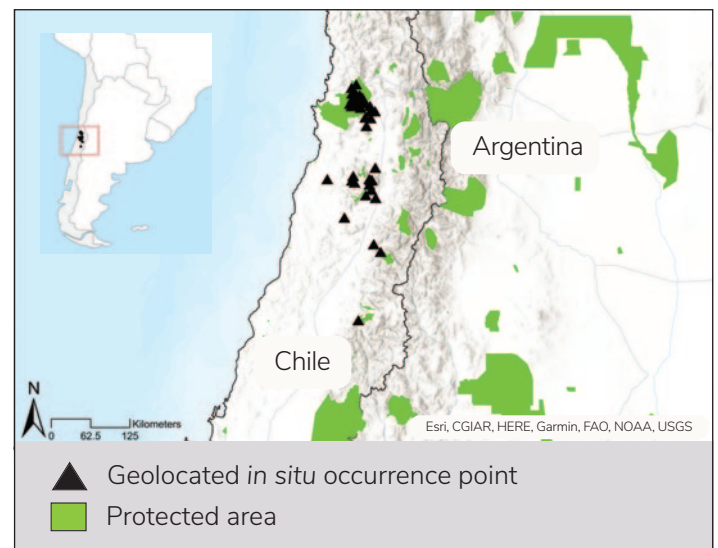 Argentina
Chile
N
Kilometers
0 62.5 125
Esri, CGIAR, HERE, Garmin, FAO, NOAA, USGS
Geolocated in situ occurrence point
Protected area